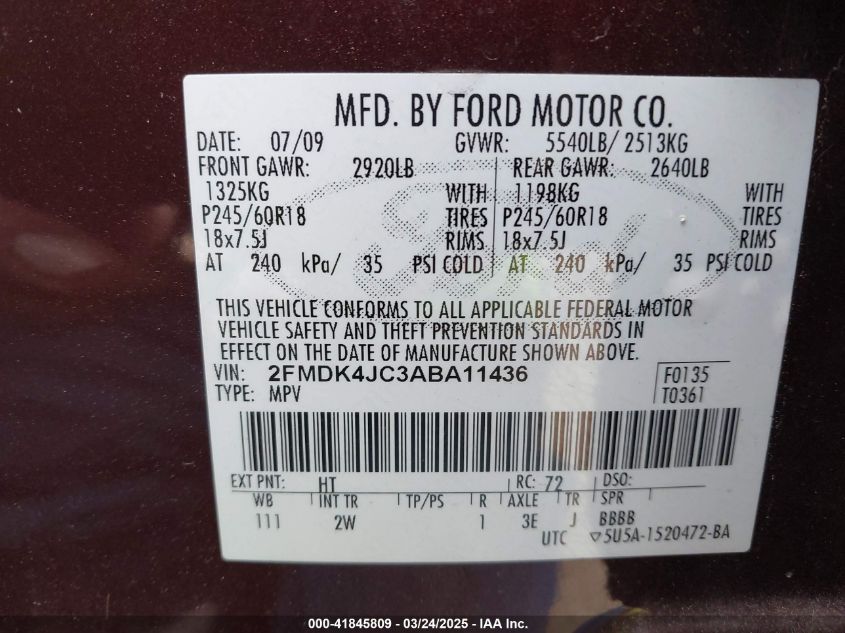 MFD. BY FORD MOTOR CO.
DATE: 07/09 GVWR: 5540LB/ 2513KG
FRONT GAWR: 2920LB REAR GAWR: 2640LB
1325KG WITH 1198KG WITH
P245/60R18 TIRES P245/60R18 TIRES
18x7.5J RIMS 18x7.5J RIMS
AT 240 kPa/ 35 PSI COLD AT 240 kPa/ 35 PSI COLD
Ford
THIS VEHICLE CONFORMS TO ALL APPLICABLE FEDERAL MOTOR
VEHICLE SAFETY AND THEFT PREVENTION STANDARDS IN
EFFECT ON THE DATE OF MANUFACTURE SHOWN ABOVE.
VIN: 2FMDK4JC3ABA11436 F0135
TYPE: MPV T0361
EXT PNT: HT RC: 72 DSO:
WB INT TR TP/PS R AXLE TR SPR
111 2W 1 3E J BBBB
UTC ▽5U5A-1520472-BA
000-41845809 - 03/24/2025 - IAA Inc.